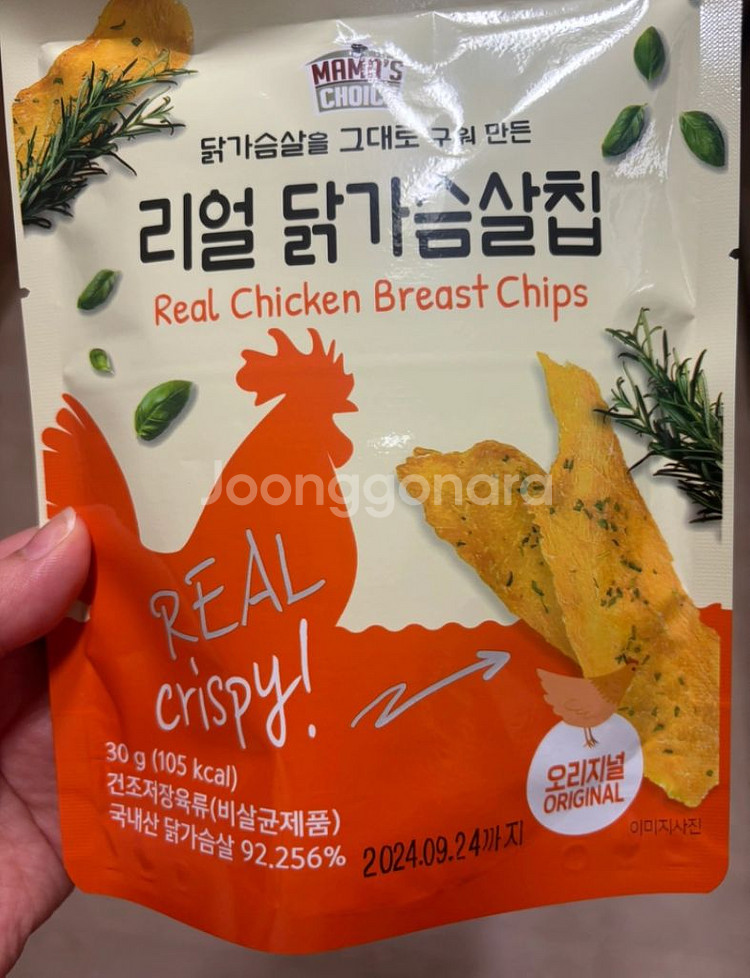 MAMA'S
CHOICE
닭가슴살을 그대로 구워 만든
리얼 닭가슴살칩
Real Chicken Breast Chips
Joonggonara
REAL
crispy!
30 g (105 kcal)
건조저장육류(비살균제품)
국내산 닭가슴살 92.256%
2024.09.24까지
오리지널
ORIGINAL
이미지사진